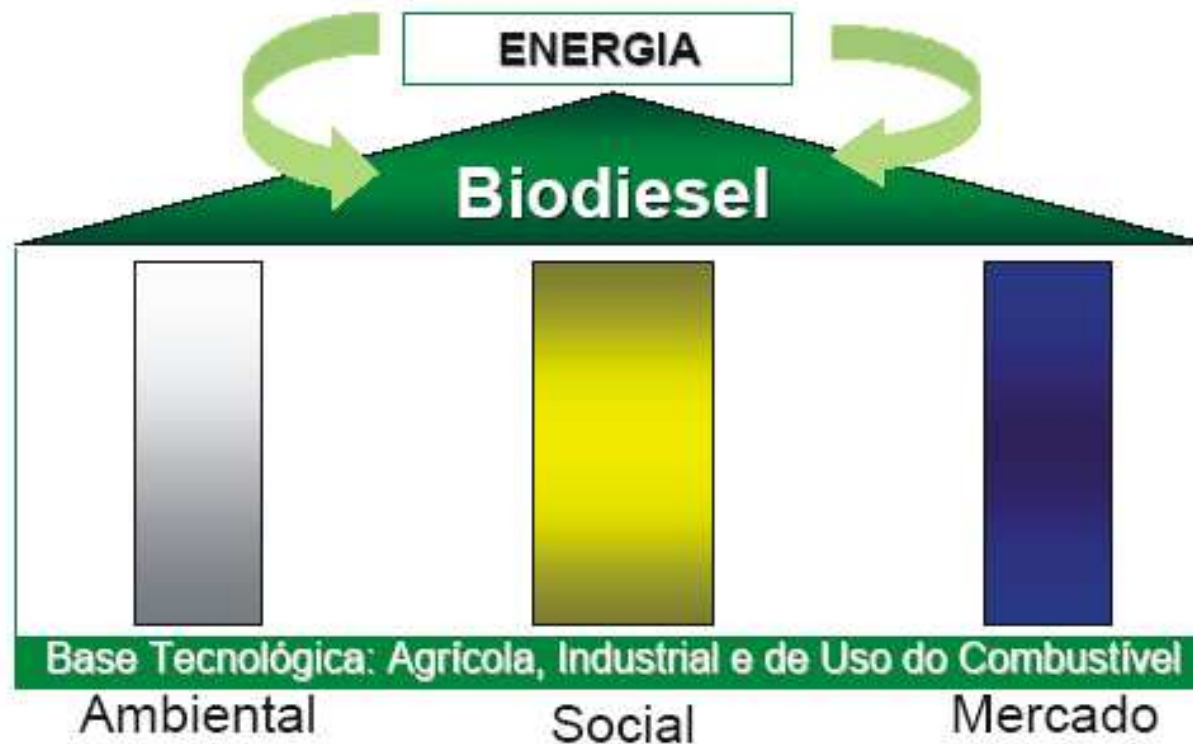 ENERGIA
Biodiesel
Base Tecnológica: Agrícola, Industrial e de Uso do Combustível
Ambiental
Social
Mercado